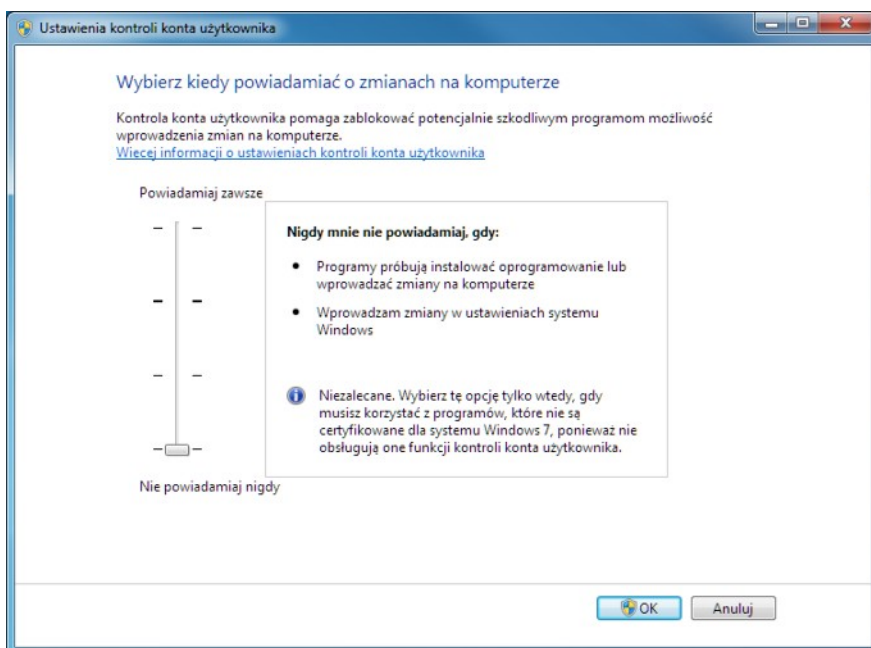 Ustawienia kontroli konta użytkownika
Wybierz kiedy powiadamiać o zmianach na komputerze
Kontrola konta użytkownika pomaga zablokować potencjalnie szkodliwym programom możliwość
wprowadzenia zmian na komputerze.
Więcej informacji o ustawieniach kontroli konta użytkownika
Powiadamiaj zawsze
Nigdy mnie nie powiadamiaj, gdy:
• Programy próbują instalować oprogramowanie lub
wprowadzać zmiany na komputerze
• Wprowadzam zmiany w ustawieniach systemu
Windows
Niezalecane. Wybierz tę opcję tylko wtedy, gdy
musisz korzystać z programów, które nie są
certyfikowane dla systemu Windows 7, ponieważ nie
obsługują one funkcji kontroli konta użytkownika.
Nie powiadamiaj nigdy
OK
Anuluj